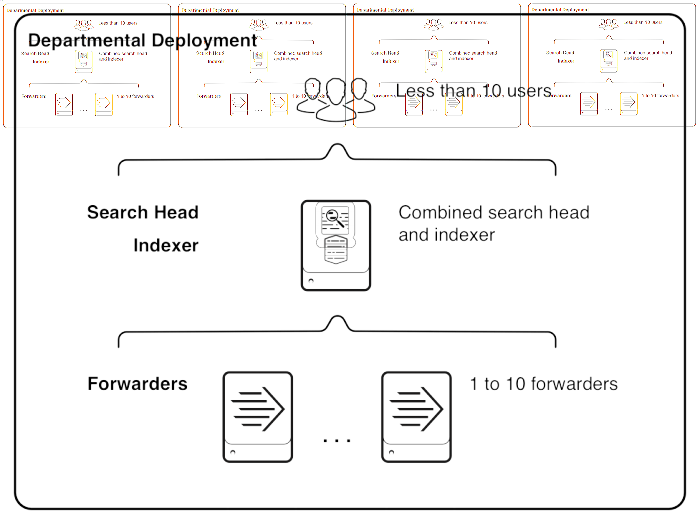 Departmental Deployment
Less than 10 users
Search Head
Indexer
Combined search head
and indexer
Forwarders
. . .
1 to 10 forwarders